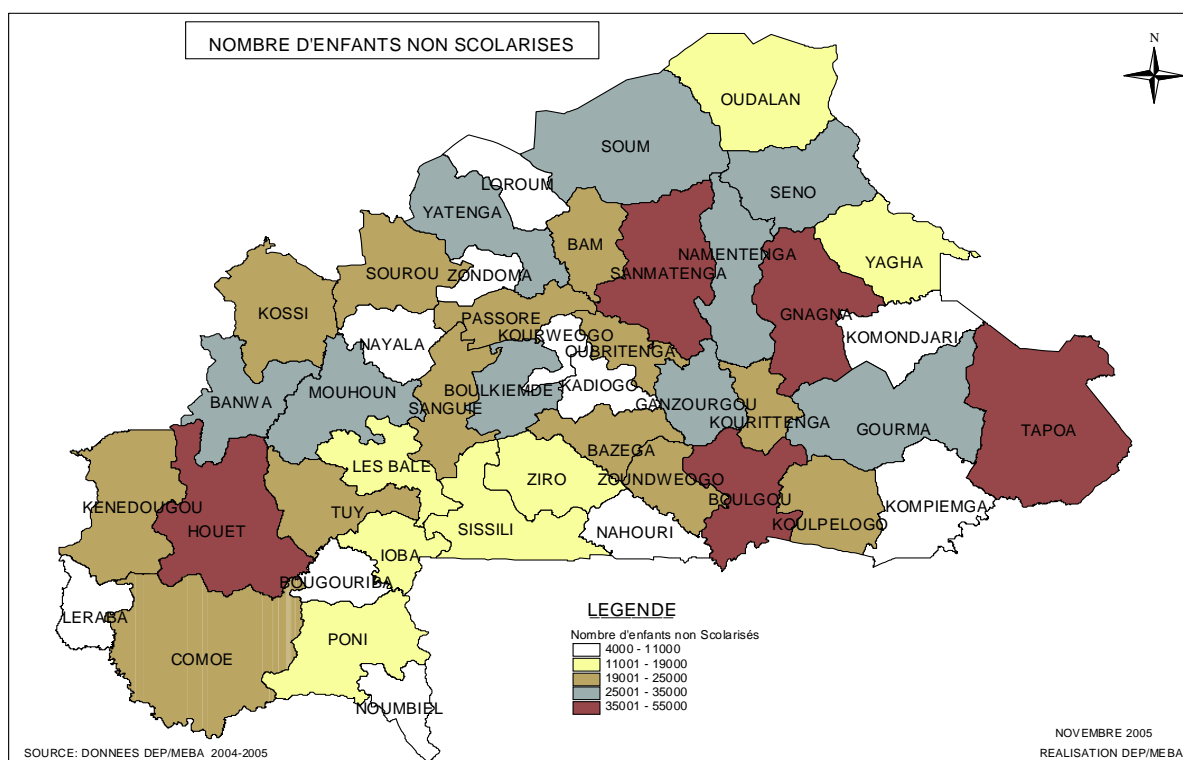 NOMBRE D'ENFANTS NON SCOLARISES
N
OUDALAN
SOUM
LOROUM
SENO
YATENGA
BAM
NAMENTENGA
SOUROU
ZONDOMA
SANMATENGA
YAGHA
KOSSI
PASSORE
GNAGNA
KOURWEOGO
KOMONDJARI
NAYALA
OUBRITENGA
MOUHOUN
BOULKIEMDE
KADIOGO
BANWA
SANGUIE
GANZOURGOU
KOURITTENGA
GOURMA
TAPOA
BAZEGA
LES BALE
ZIRO
ZOUNDWEOGO
BOULGOU
KENEDOUGOU
TUY
KOMPIEMGA
HOUET
SISSILI
NAHOURI
KOULPELOGO
IOBA
BOUGOURIBA
LERABA
PONI
COMOE
NOUMBIEL
LEGENDE
Nombre d'enfants non Scolarisés
4000 - 11000
11001 - 19000
19001 - 25000
25001 - 35000
35001 - 55000
SOURCE: DONNEES DEP/MEBA 2004-2005
NOVEMBRE 2005
REALISATION DEP/MEBA